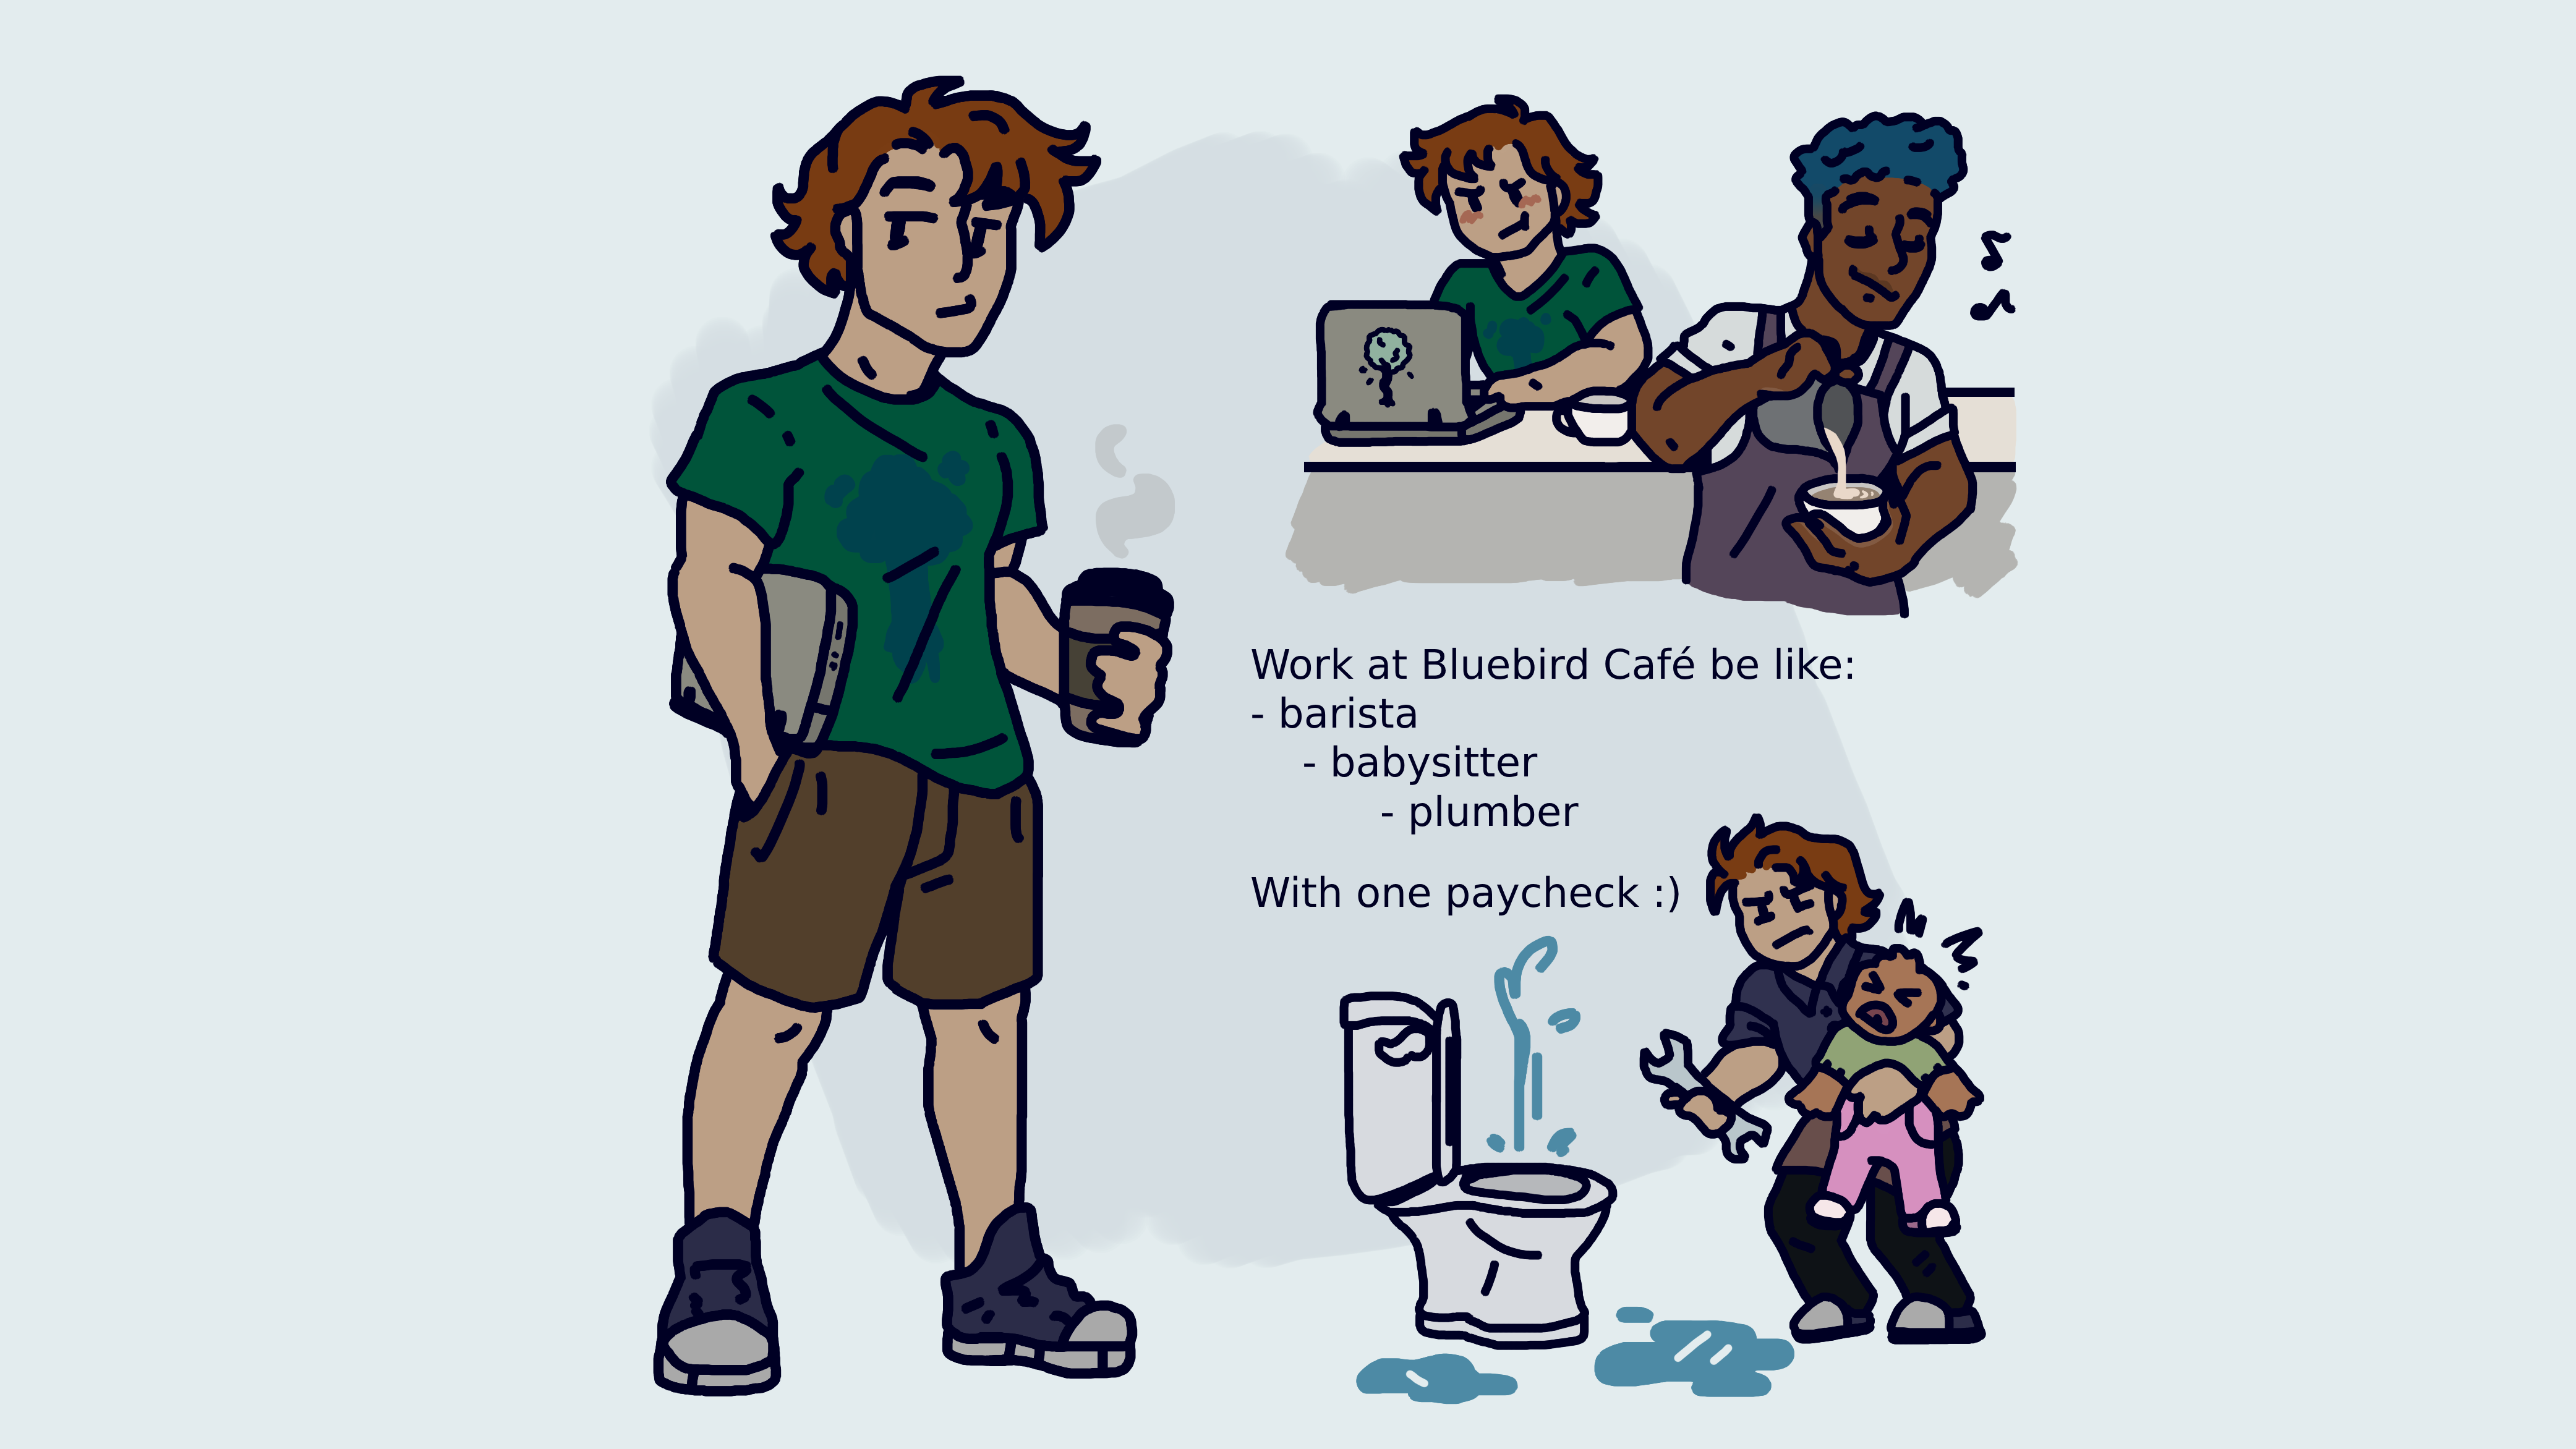 Work at Bluebird Café be like:
- barista
- babysitter
- plumber
With one paycheck :)